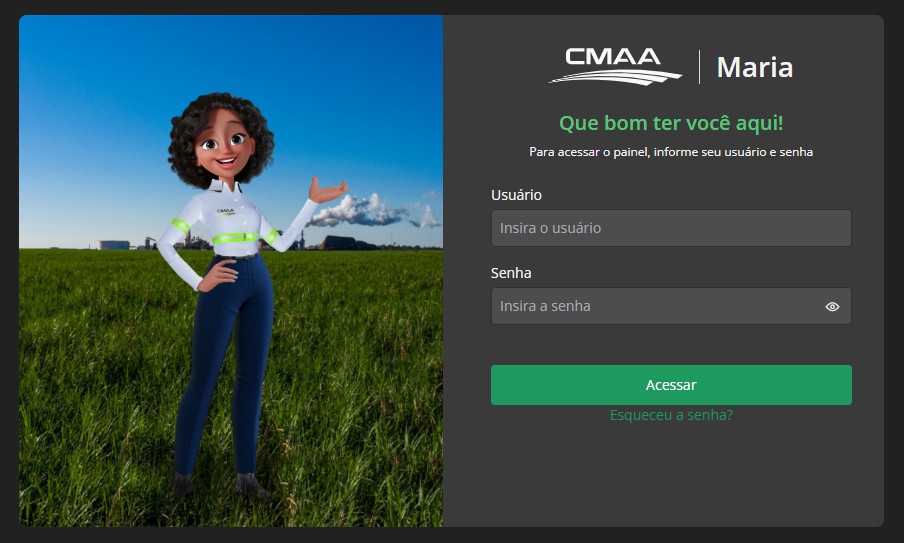 CMAA
CMAA
Maria
Que bom ter você aqui!
Para acessar o painel, informe seu usuário e senha
Usuário
Insira o usuário
Senha
Insira a senha
Acessar
Esqueceu a senha?